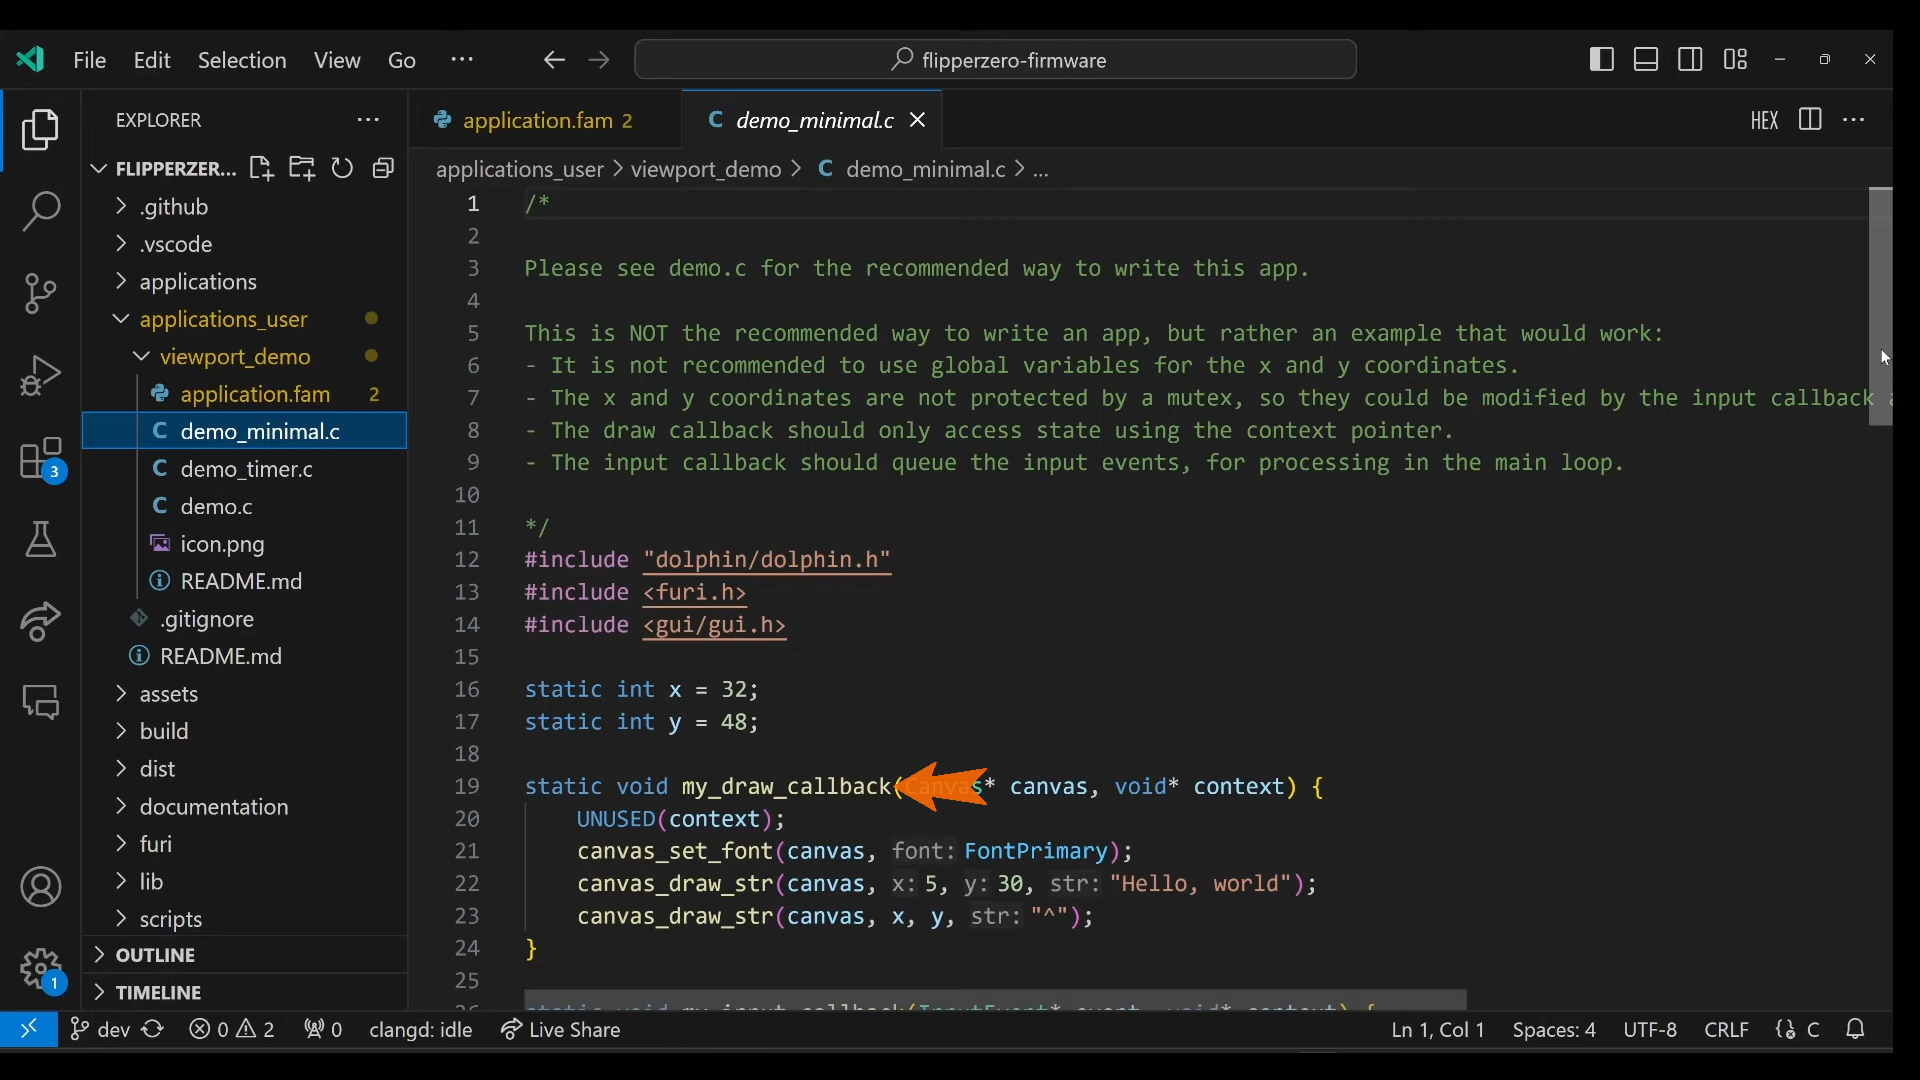 File Edit Selection View Go ... flipperzero-firmware
EXPLORER ...
FLIPPERZER...
.github
.vscode
applications
applications_user
viewport_demo
application.fam 2
demo_minimal.c
demo_timer.c
demo.c
icon.png
README.md
.gitignore
README.md
assets
build
dist
documentation
furi
lib
scripts
OUTLINE
TIMELINE
3
1
application.fam 2 C demo_minimal.c HEX ...
applications_user > viewport_demo > C demo_minimal.c > ...
1 /*
2
3 Please see demo.c for the recommended way to write this app.
4
5 This is NOT the recommended way to write an app, but rather an example that would work:
6 - It is not recommended to use global variables for the x and y coordinates.
7 - The x and y coordinates are not protected by a mutex, so they could be modified by the input callback
8 - The draw callback should only access state using the context pointer.
9 - The input callback should queue the input events, for processing in the main loop.
10
11 */
12 #include "dolphin/dolphin.h"
13 #include <furi.h>
14 #include <gui/gui.h>
15
16 static int x = 32;
17 static int y = 48;
18
19 static void my_draw_callback(Canvas* canvas, void* context) {
20 UNUSED(context);
21 canvas_set_font(canvas, font: FontPrimary);
22 canvas_draw_str(canvas, x: 5, y: 30, str: "Hello, world");
23 canvas_draw_str(canvas, x, y, str: "^");
24 }
25
dev 0 2 0 clangd: idle Live Share Ln 1, Col 1 Spaces: 4 UTF-8 CRLF C